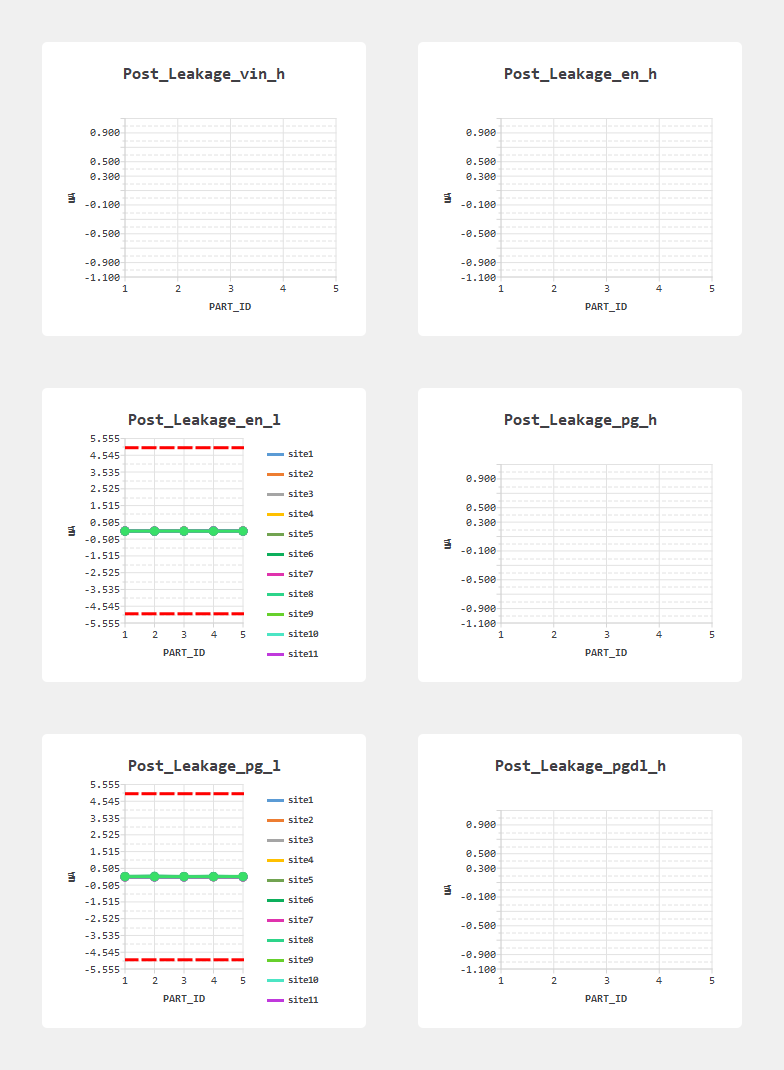 Post_Leakage_vin_h
0.900
0.500
0.300
-0.100
-0.500
-0.900
-1.100
uA
1 2 3 4 5
PART_ID
Post_Leakage_en_h
0.900
0.500
0.300
-0.100
-0.500
-0.900
-1.100
uA
1 2 3 4 5
PART_ID
Post_Leakage_en_l
5.555
4.545
3.535
2.525
1.515
0.505
-0.505
-1.515
-2.525
-3.535
-4.545
-5.555
uA
1 2 3 4 5
PART_ID
site1
site2
site3
site4
site5
site6
site7
site8
site9
site10
site11
Post_Leakage_pg_h
0.900
0.500
0.300
-0.100
-0.500
-0.900
-1.100
uA
1 2 3 4 5
PART_ID
Post_Leakage_pg_l
5.555
4.545
3.535
2.525
1.515
0.505
-0.505
-1.515
-2.525
-3.535
-4.545
-5.555
uA
1 2 3 4 5
PART_ID
site1
site2
site3
site4
site5
site6
site7
site8
site9
site10
site11
Post_Leakage_pgdl_h
0.900
0.500
0.300
-0.100
-0.500
-0.900
-1.100
uA
1 2 3 4 5
PART_ID